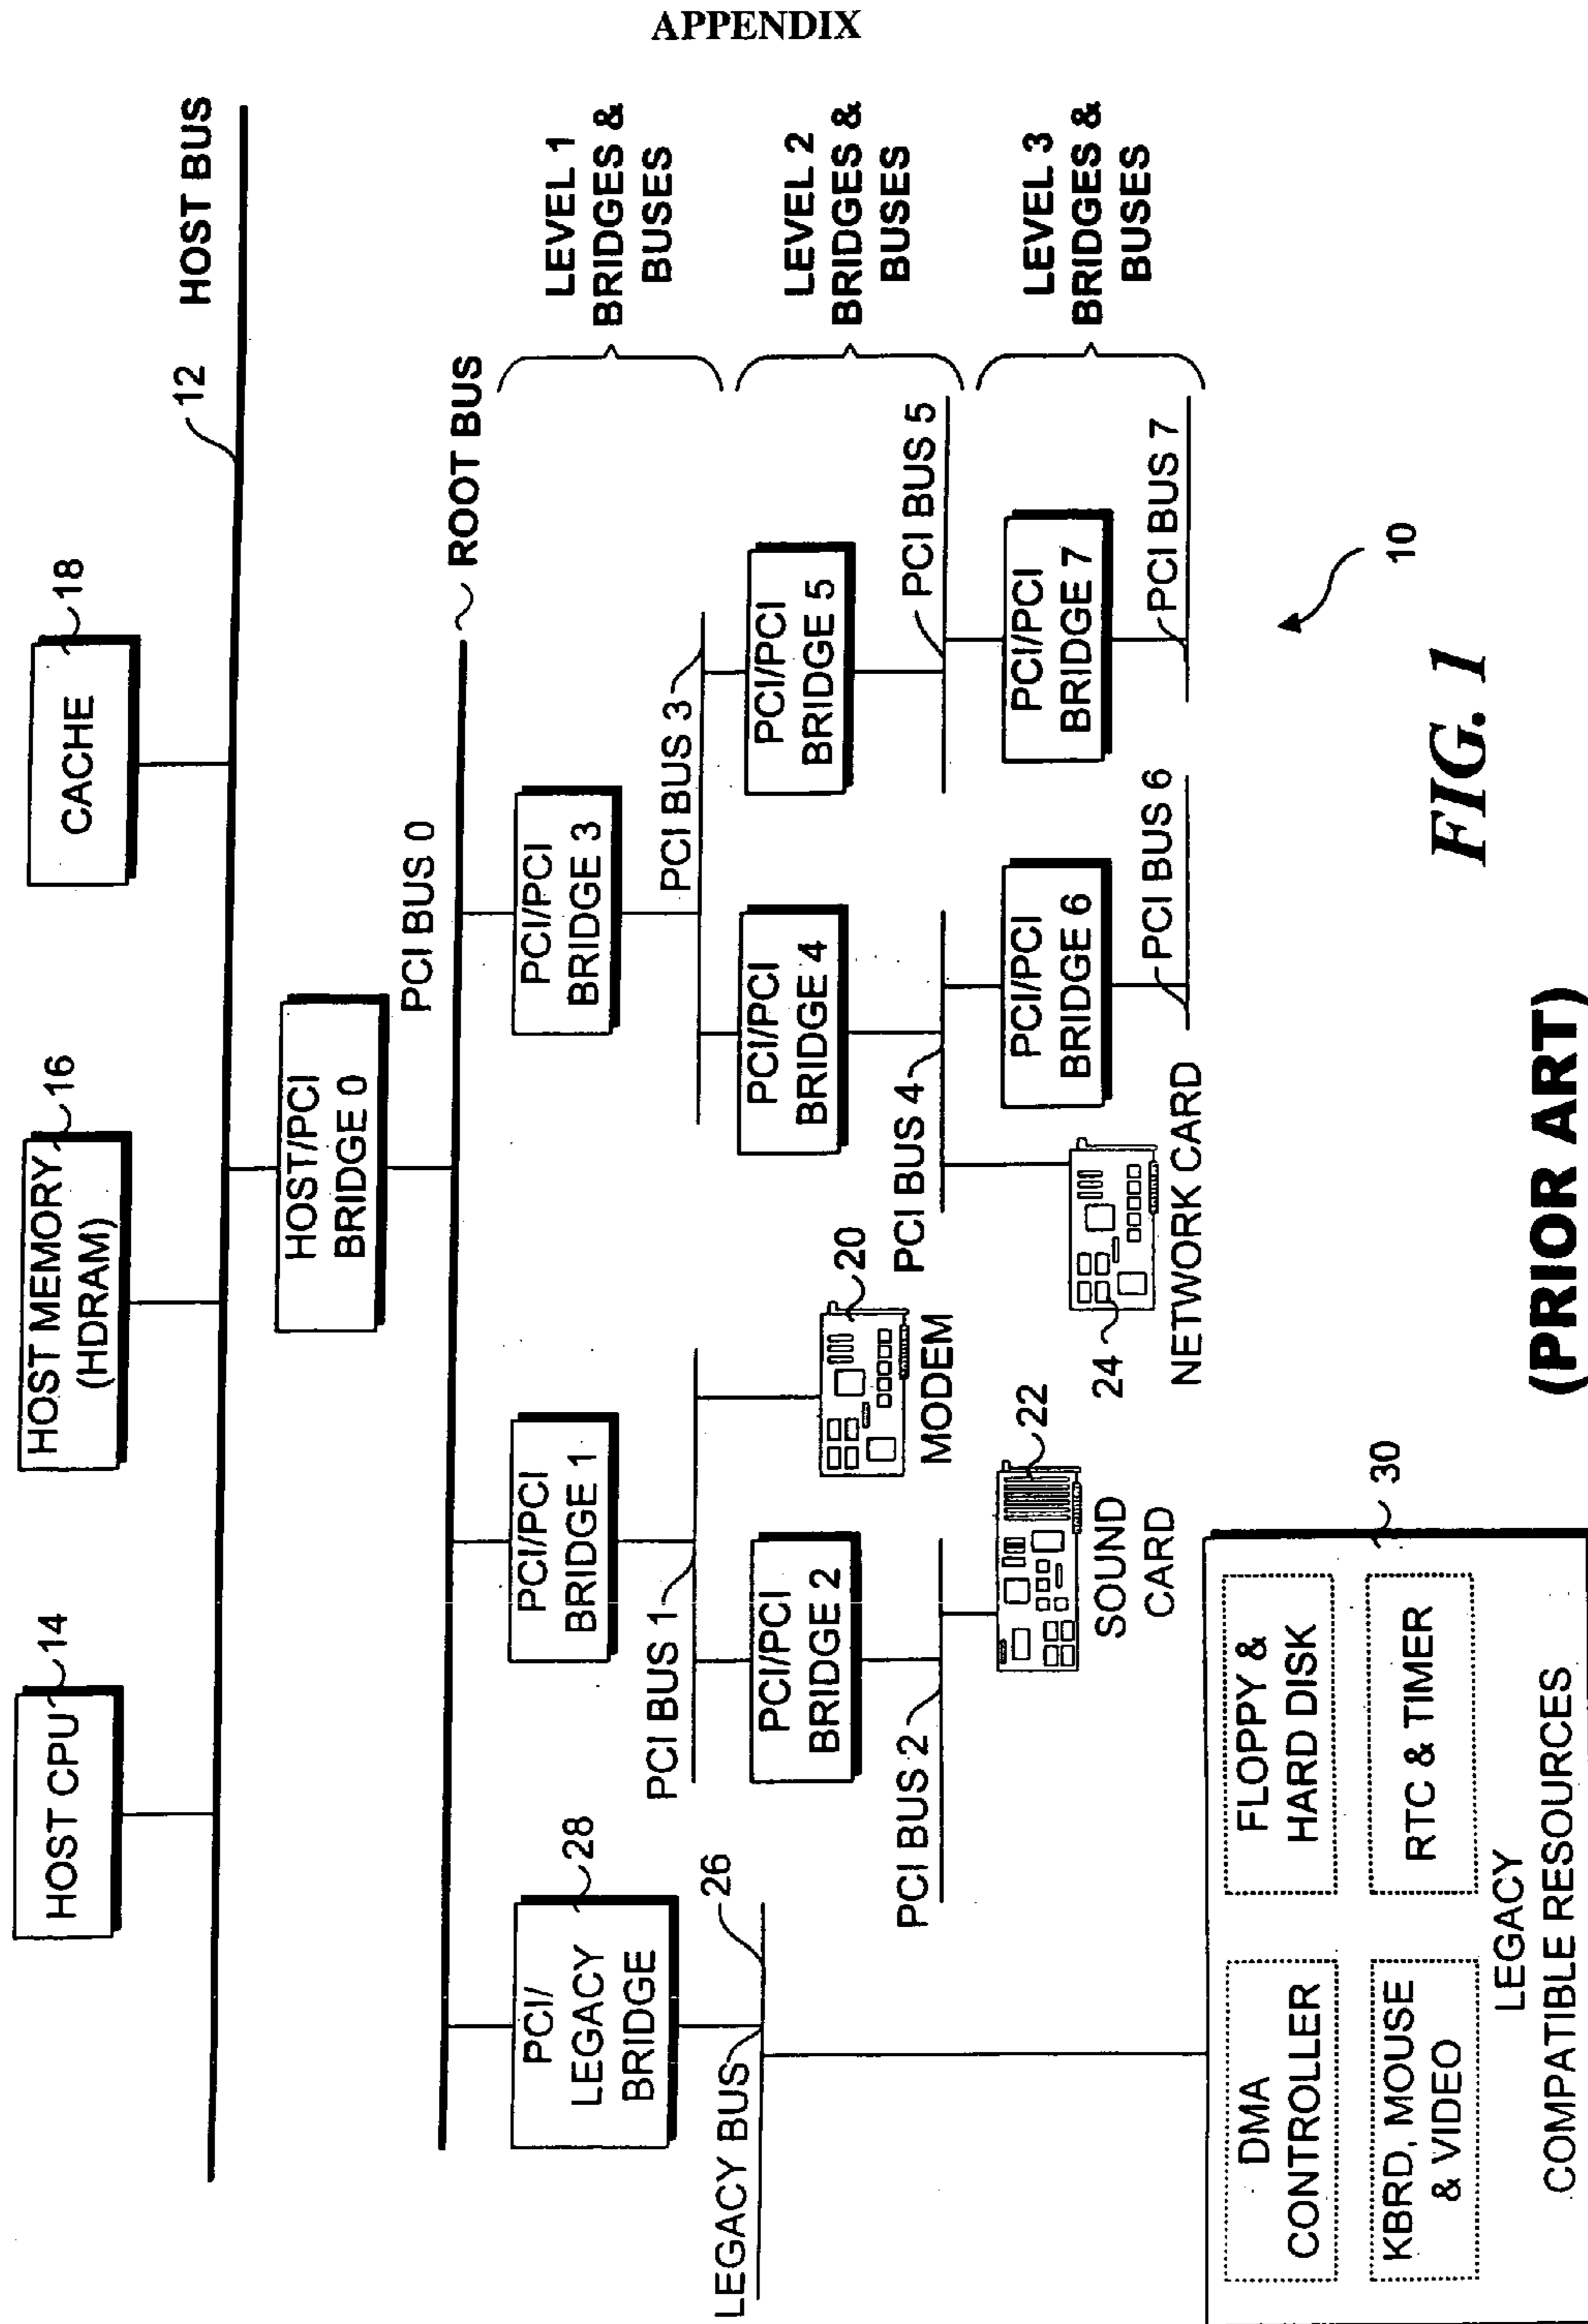 APPENDIX
HOST CPU
14
HOST MEMORY
(HDRAM)
16
CACHE
18
12
HOST BUS
HOST/PCI
BRIDGE 0
PCI BUS 0
ROOT BUS
PCI/
LEGACY
BRIDGE
28
PCI/PCI
BRIDGE 1
PCI/PCI
BRIDGE 3
LEVEL 1
BRIDGES &
BUSES
LEGACY BUS
26
PCI BUS 1
PCI BUS 3
PCI/PCI
BRIDGE 2
MODEM
20
PCI/PCI
BRIDGE 4
PCI/PCI
BRIDGE 5
LEVEL 2
BRIDGES &
BUSES
PCI BUS 2
PCI BUS 4
PCI BUS 5
SOUND
CARD
22
24
NETWORK CARD
PCI/PCI
BRIDGE 6
PCI/PCI
BRIDGE 7
LEVEL 3
BRIDGES &
BUSES
PCI BUS 6
PCI BUS 7
DMA
CONTROLLER
FLOPPY &
HARD DISK
KBRD, MOUSE
& VIDEO
RTC & TIMER
30
LEGACY
COMPATIBLE RESOURCES
10
FIG. 1
(PRIOR ART)